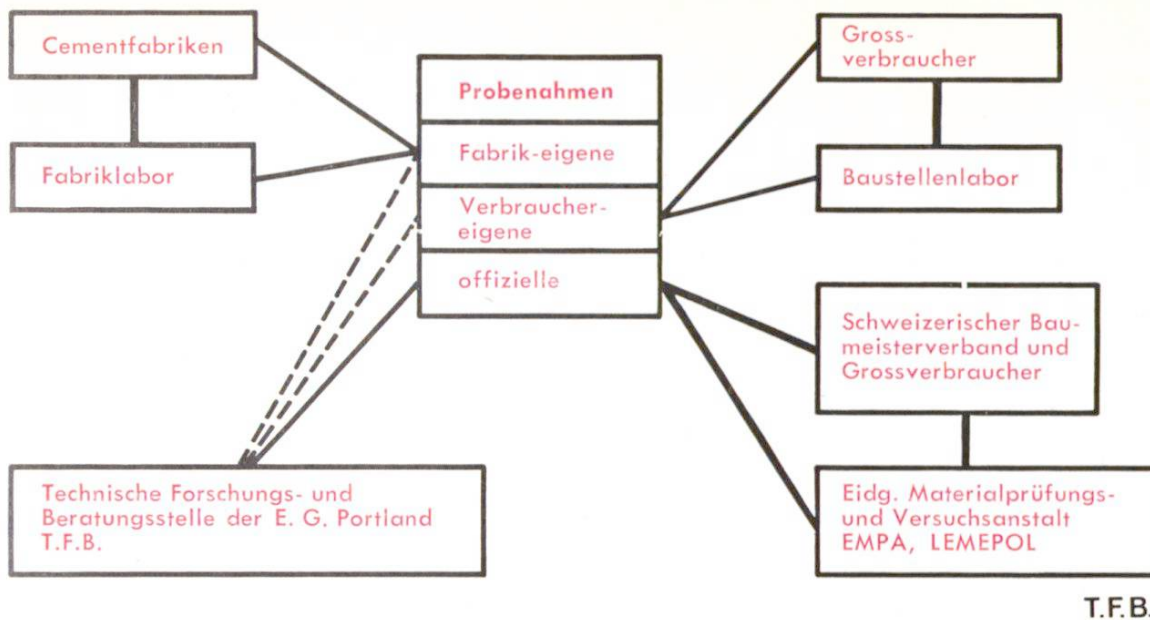 Cementfabriken
Fabriklabor
Probenahmen
Fabrik-eigene
Verbraucher-
eigene
offizielle
Gross-
verbraucher
Baustellenlabor
Schweizerischer Bau-
meisterverband und
Grossverbraucher
Technische Forschungs- und
Beratungsstelle der E. G. Portland
T.F.B.
Eidg. Materialprüfungs-
und Versuchsanstalt
EMPA, LEMEPOL
T.F.B.